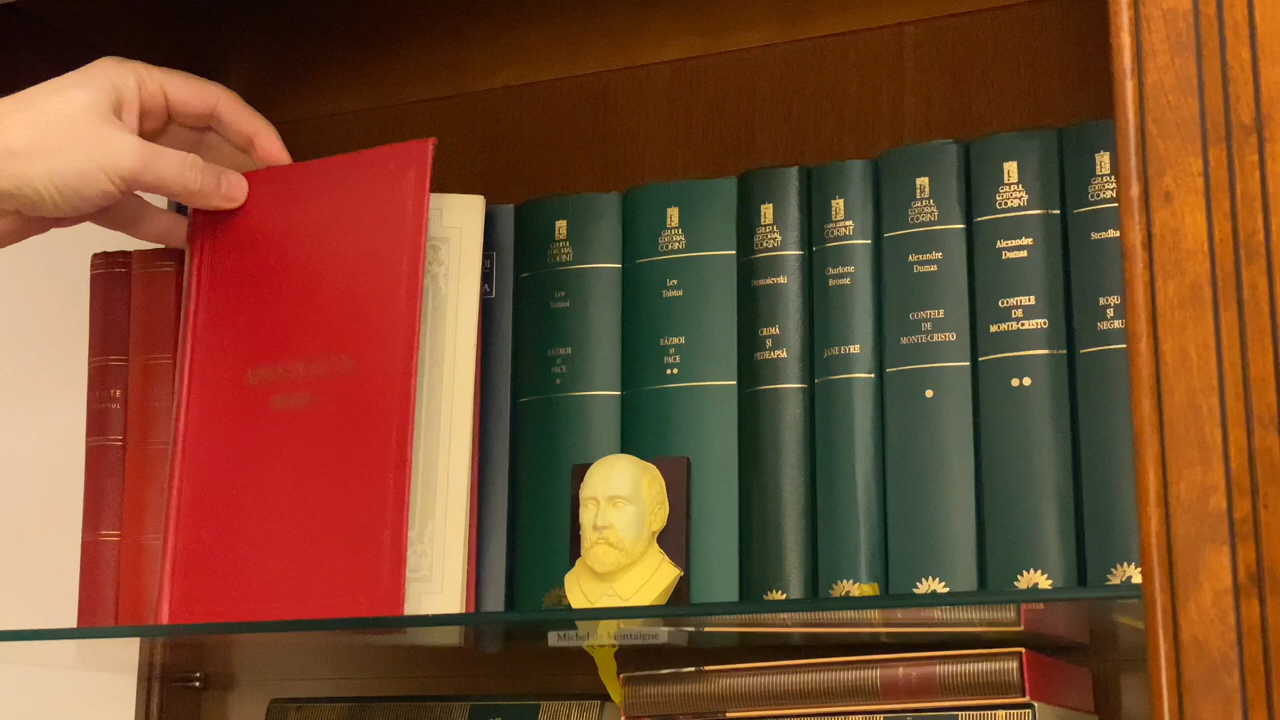 GRUPUL
EDITORIAL
CORINT
Lev
Tolstoi
RĂZBOI
ȘI
PACE
GRUPUL
EDITORIAL
CORINT
Lev
Tolstoi
RĂZBOI
ȘI
PACE
GRUPUL
EDITORIAL
CORINT
Dostoievski
CRIMĂ
ȘI
PEDEAPSĂ
EDITORIAL
CORINT
Charlotte
Brontë
JANE EYRE
GRUPUL
EDITORIAL
CORINT
Alexandre
Dumas
CONTELE
DE
MONTE-CRISTO
GRUPUL
EDITORIAL
CORINT
Alexandre
Dumas
CONTELE
DE
MONTE-CRISTO
GRUPUL
EDITORIAL
CORINT
Stendha
ROȘU
ȘI
NEGRU
Michel de Montaigne